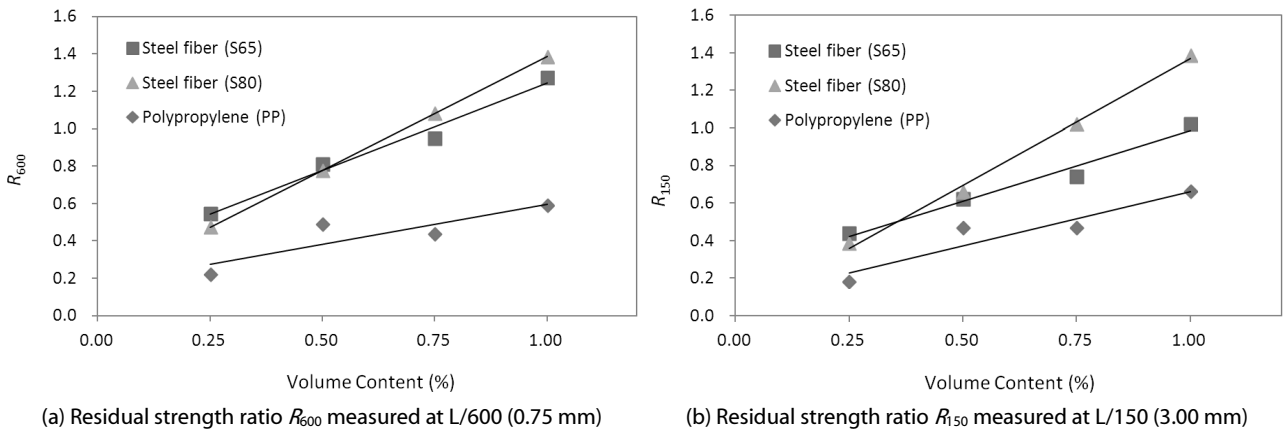 1.6
1.4
1.2
1.0
0.8
0.6
0.4
0.2
0.0
R600
Steel fiber (S65)
Steel fiber (S80)
Polypropylene (PP)
0.00 0.25 0.50 0.75 1.00
Volume Content (%)
(a) Residual strength ratio R600 measured at L/600 (0.75 mm)
1.6
1.4
1.2
1.0
0.8
0.6
0.4
0.2
0.0
R150
Steel fiber (S65)
Steel fiber (S80)
Polypropylene (PP)
0.00 0.25 0.50 0.75 1.00
Volume Content (%)
(b) Residual strength ratio R150 measured at L/150 (3.00 mm)